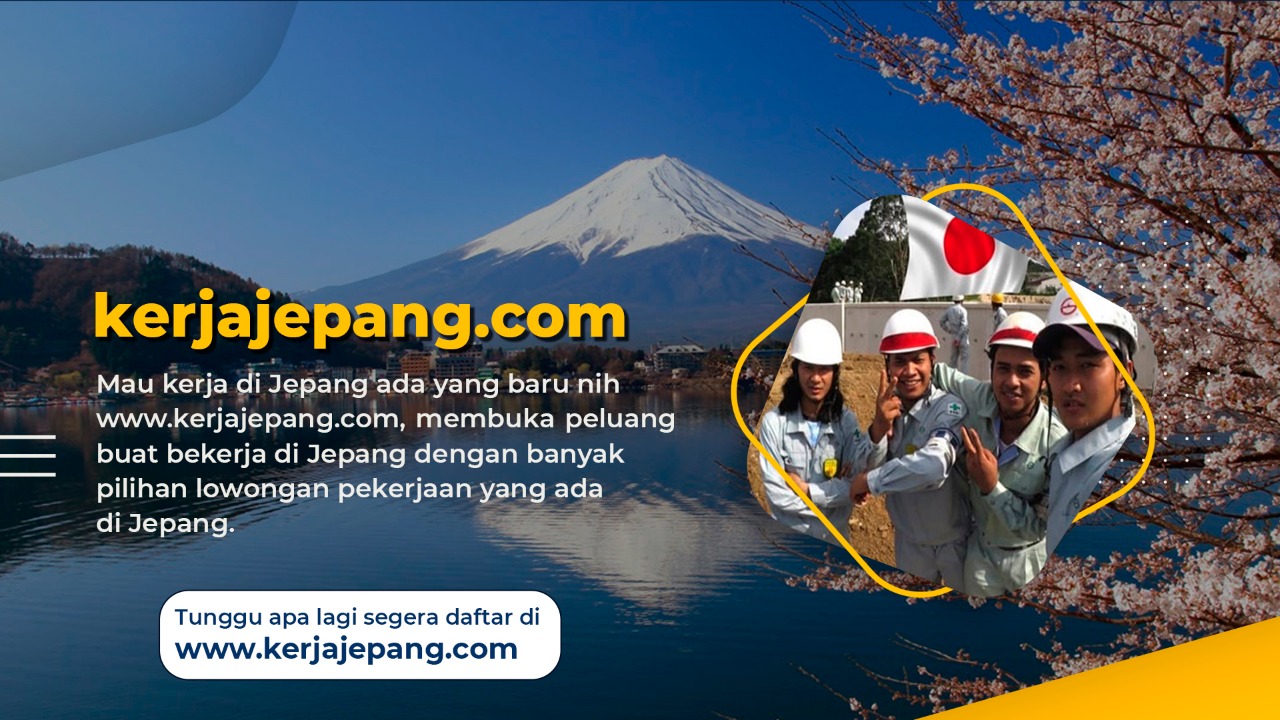 kerjajepang.com
Mau kerja di Jepang ada yang baru nih
www.kerjajepang.com, membuka peluang
buat bekerja di Jepang dengan banyak
pilihan lowongan pekerjaan yang ada
di Jepang.
Tunggu apa lagi segera daftar di
www.kerjajepang.com